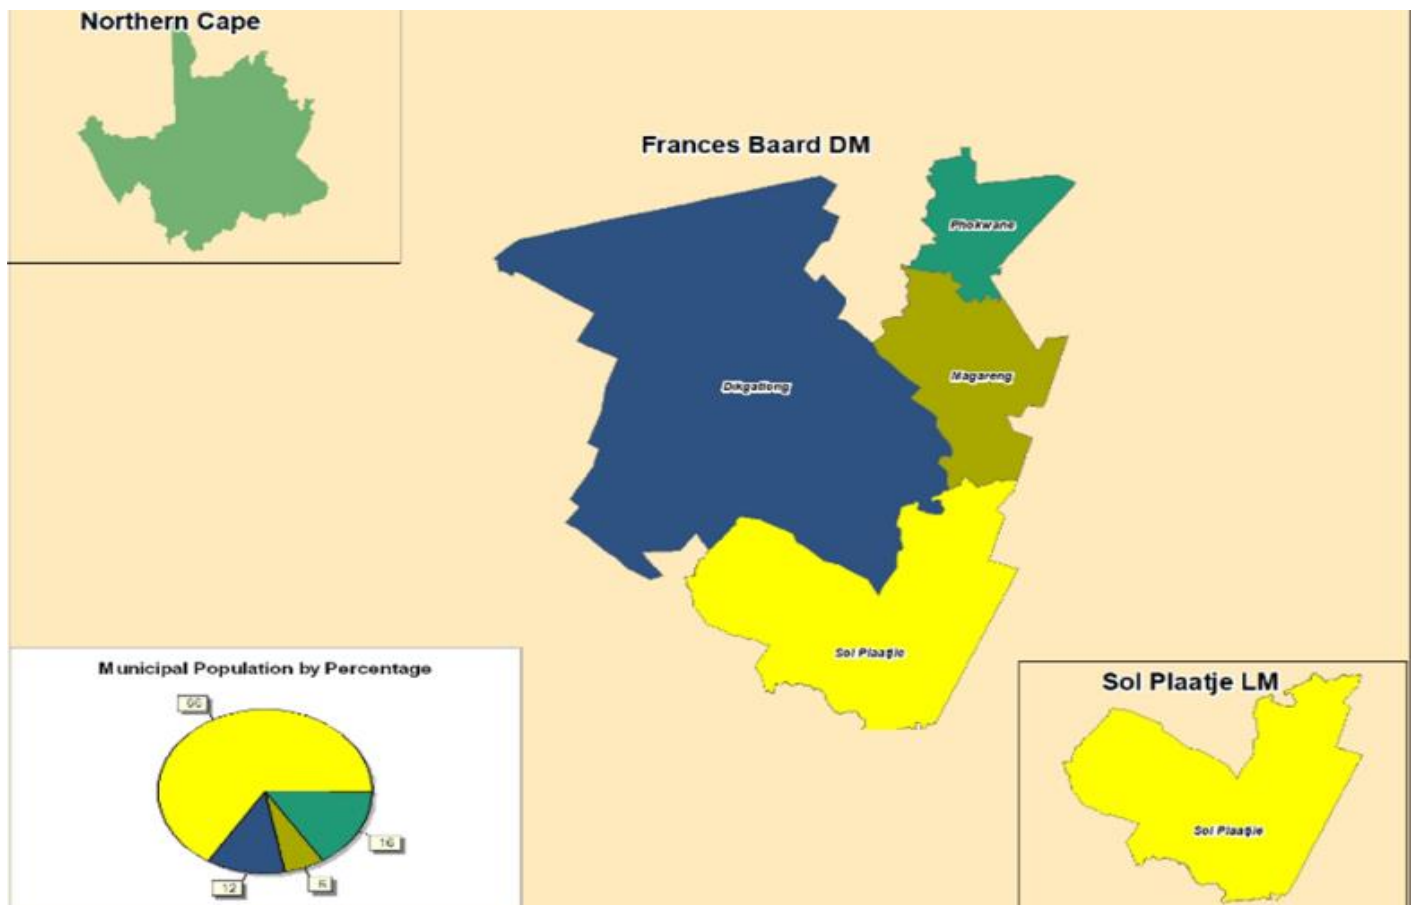 Northern Cape
Frances Baard DM
Phokwane
Magareng
Dikgatlong
Sol Plaatjie
Municipal Population by Percentage
66
16
12
Sol Plaatje LM
Sol Plaatjie